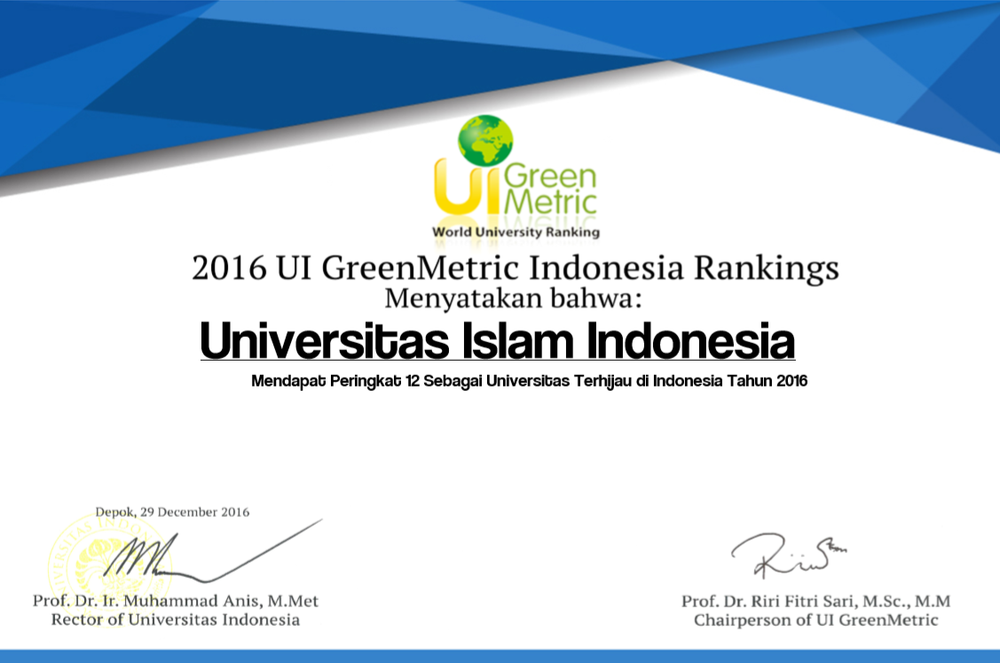 UI Green
Metric
World University Ranking
2016 UI GreenMetric Indonesia Rankings
Menyatakan bahwa:
Universitas Islam Indonesia
Mendapat Peringkat 12 Sebagai Universitas Terhijau di Indonesia Tahun 2016
Depok, 29 December 2016
Prof. Dr. Ir. Muhammad Anis, M.Met
Rector of Universitas Indonesia
Prof. Dr. Riri Fitri Sari, M.Sc., M.M
Chairperson of UI GreenMetric